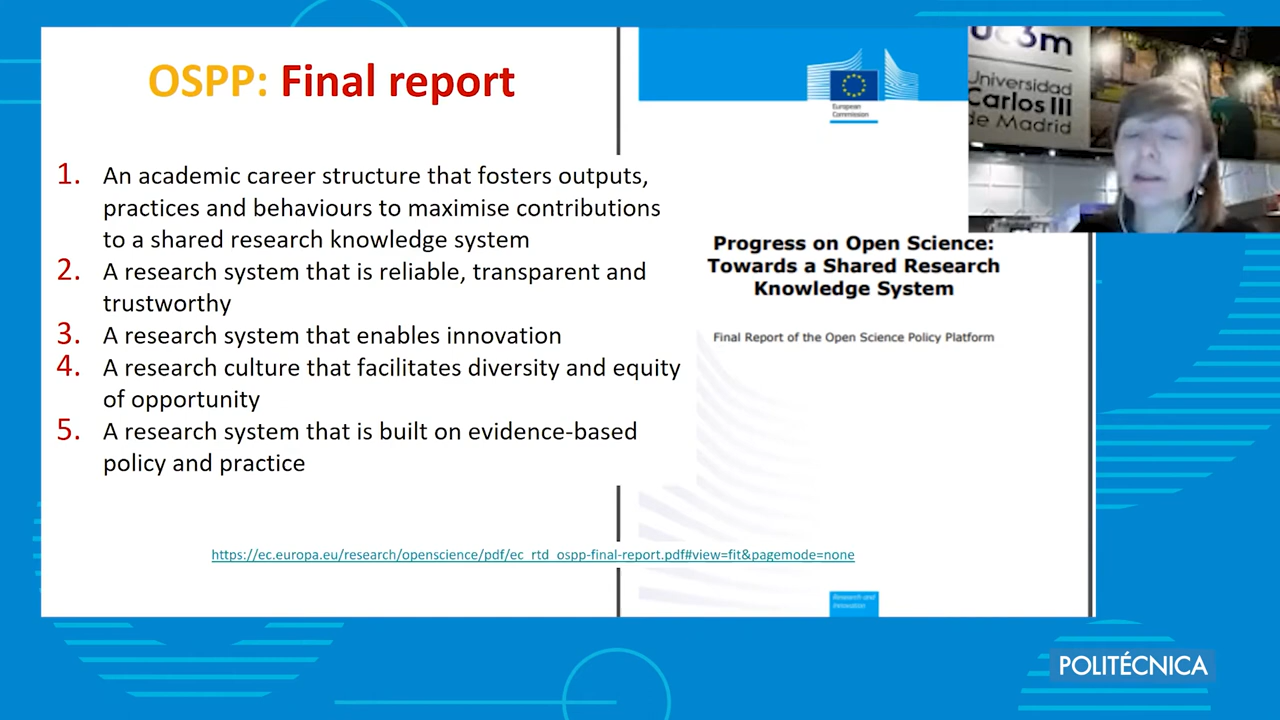 OSPP: Final report
1. An academic career structure that fosters outputs,
practices and behaviours to maximise contributions
to a shared research knowledge system
2. A research system that is reliable, transparent and
trustworthy
3. A research system that enables innovation
4. A research culture that facilitates diversity and equity
of opportunity
5. A research system that is built on evidence-based
policy and practice
https://ec.europa.eu/research/openscience/pdf/ec_rtd_ospp-final-report.pdf#view=fit&pagemode=none
European
Commission
Progress on Open Science:
Towards a Shared Research
Knowledge System
Final Report of the Open Science Policy Platform
Research and
Innovation
uc3m
Universidad
Carlos III
de Madrid
POLITÉCNICA